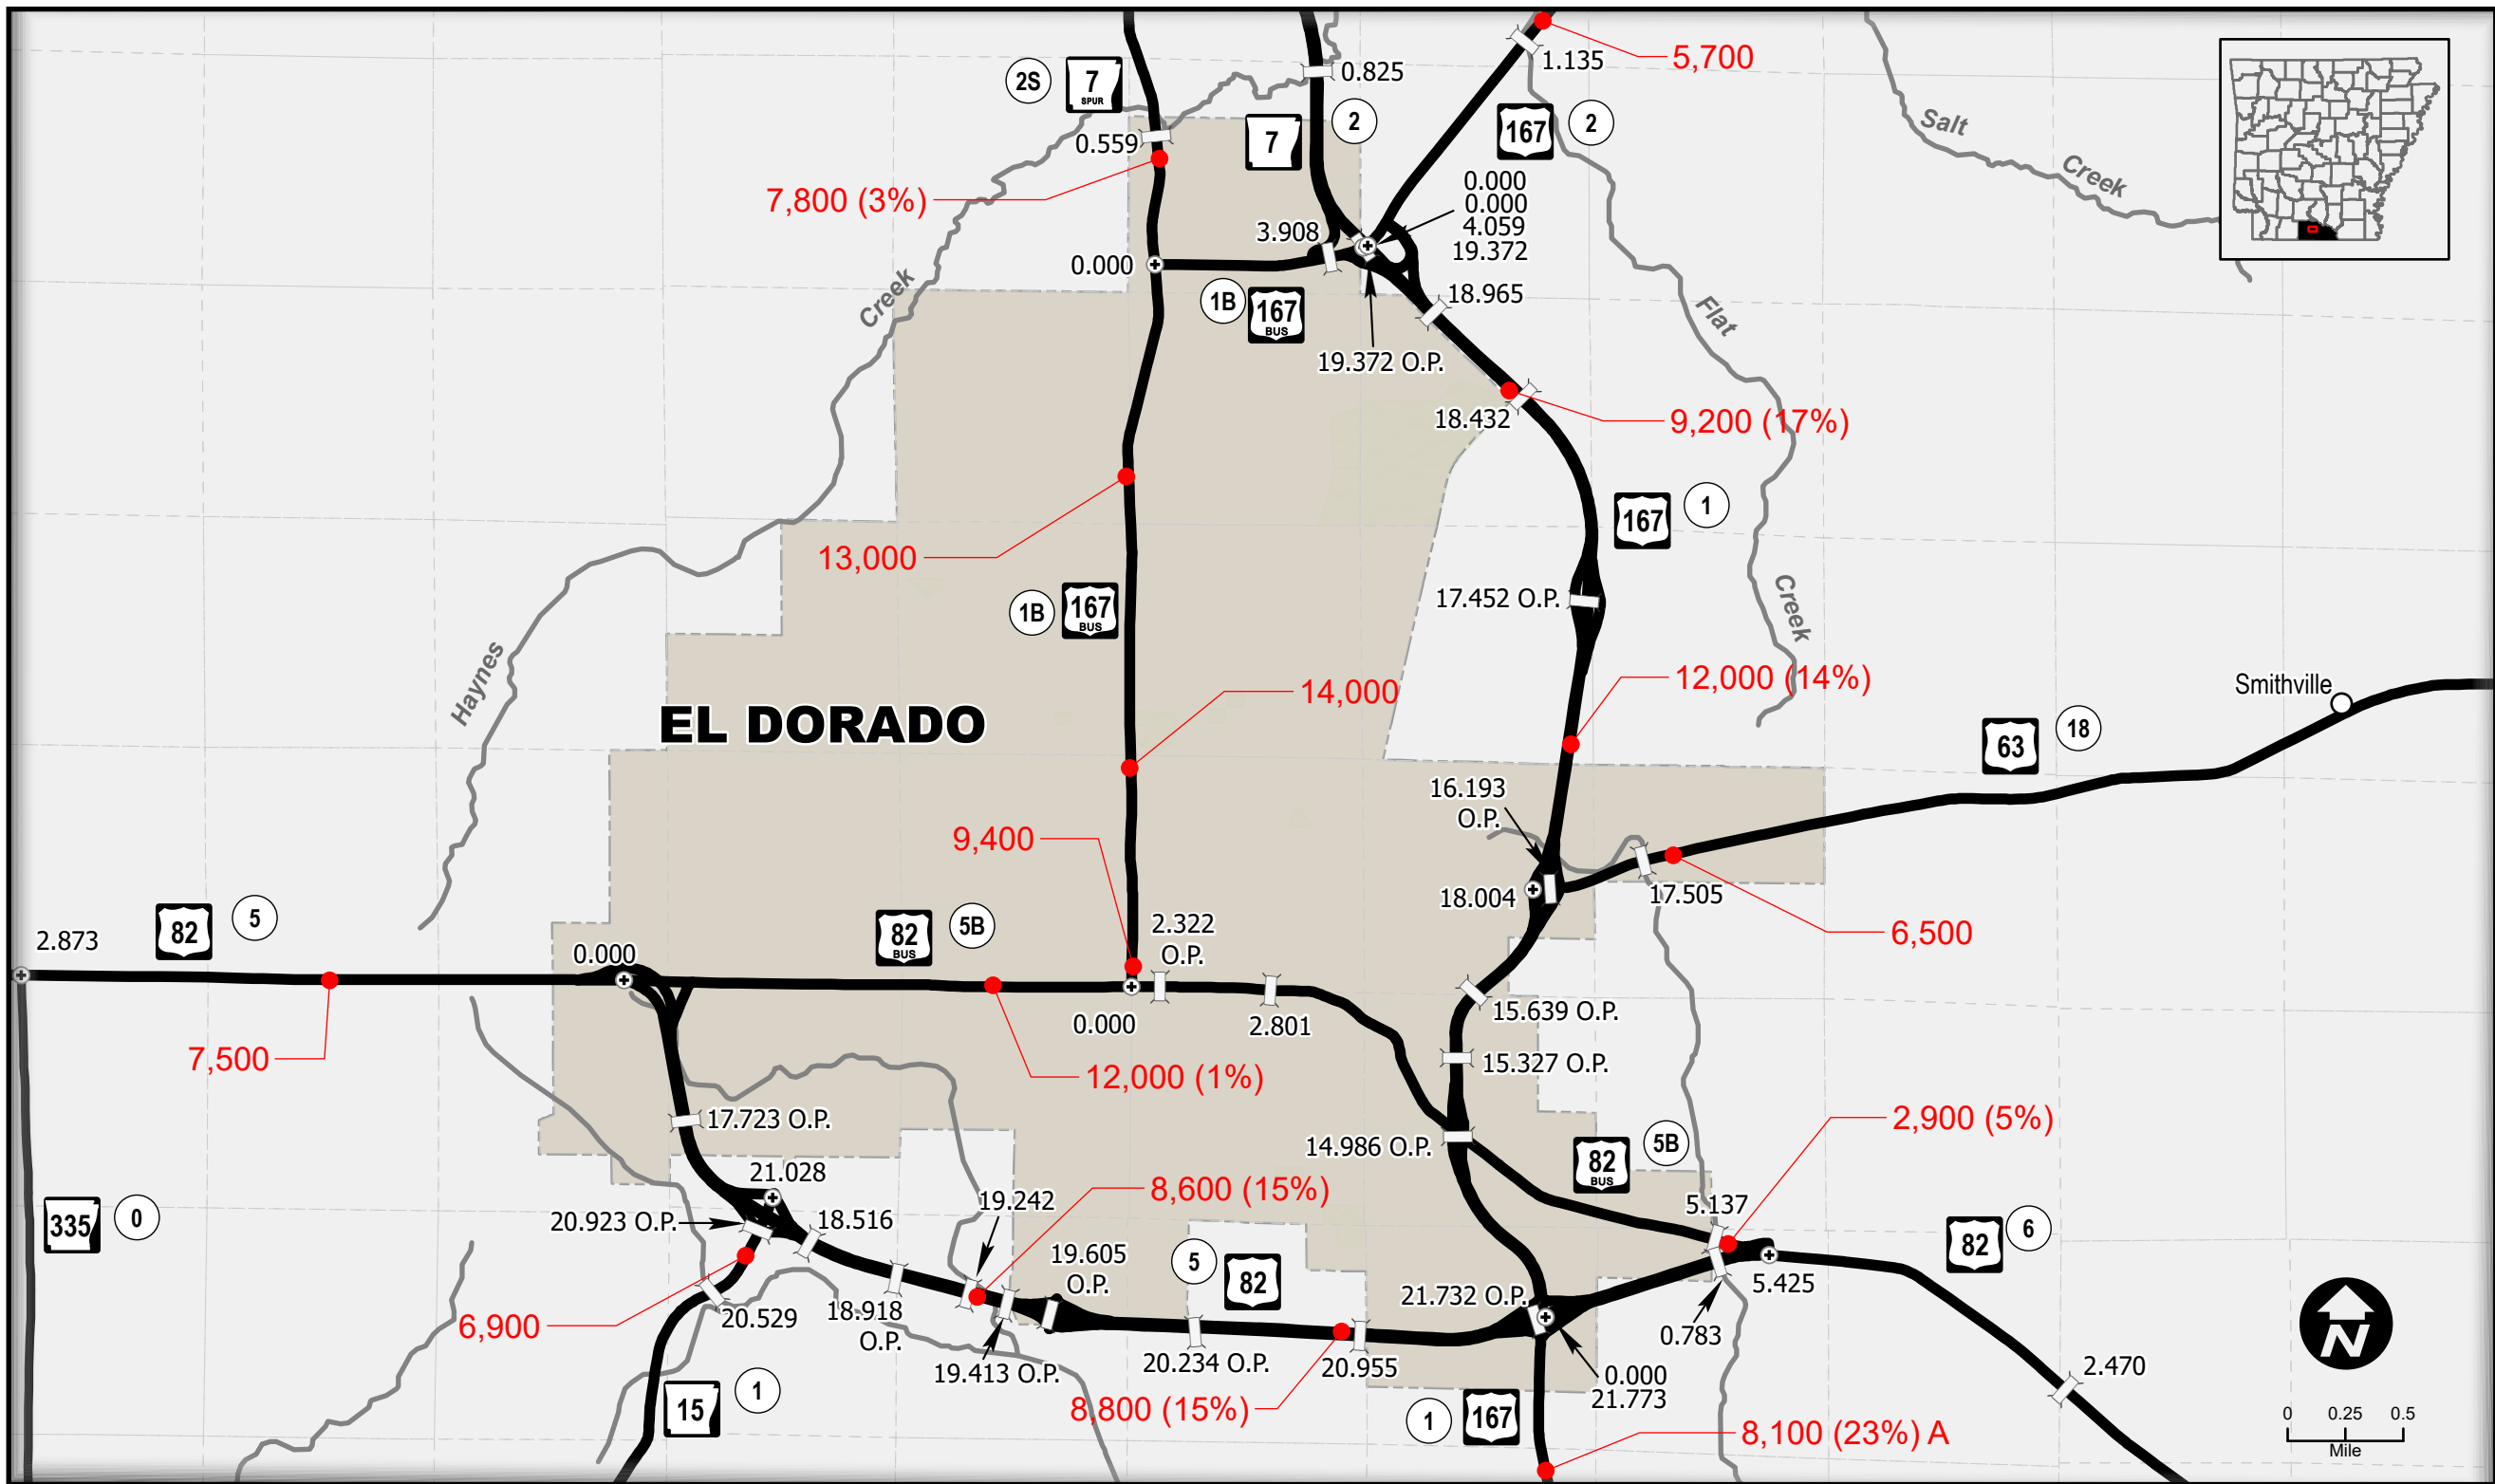 2S
7
SPUR
0.825
1.135
5,700
0.559
7
2
167
2
Salt
Creek
7,800 (3%)
0.000
0.000
4.059
19.372
3.908
0.000
18.965
Creek
1B
167
BUS
Flat
19.372 O.P.
18.432
9,200 (17%)
13,000
167
1
17.452 O.P.
1B
167
BUS
Creek
Haynes
14,000
12,000 (14%)
Smithville
EL DORADO
63
18
16.193
O.P.
9,400
18.004
17.505
6,500
2.873
82
5
0.000
82
BUS
5B
2.322
O.P.
0.000
2.801
15.639 O.P.
7,500
12,000 (1%)
15.327 O.P.
17.723 O.P.
14.986 O.P.
82
BUS
5B
2,900 (5%)
21.028
8,600 (15%)
19.242
5.137
335
0
20.923 O.P.
18.516
19.605
O.P.
5
82
82
6
5.425
21.732 O.P.
6,900
20.529
18.918
O.P.
19.413 O.P.
20.234 O.P.
20.955
0.783
0.000
21.773
2.470
15
1
8,800 (15%)
1
167
8,100 (23%) A
N
0 0.25 0.5
Mile